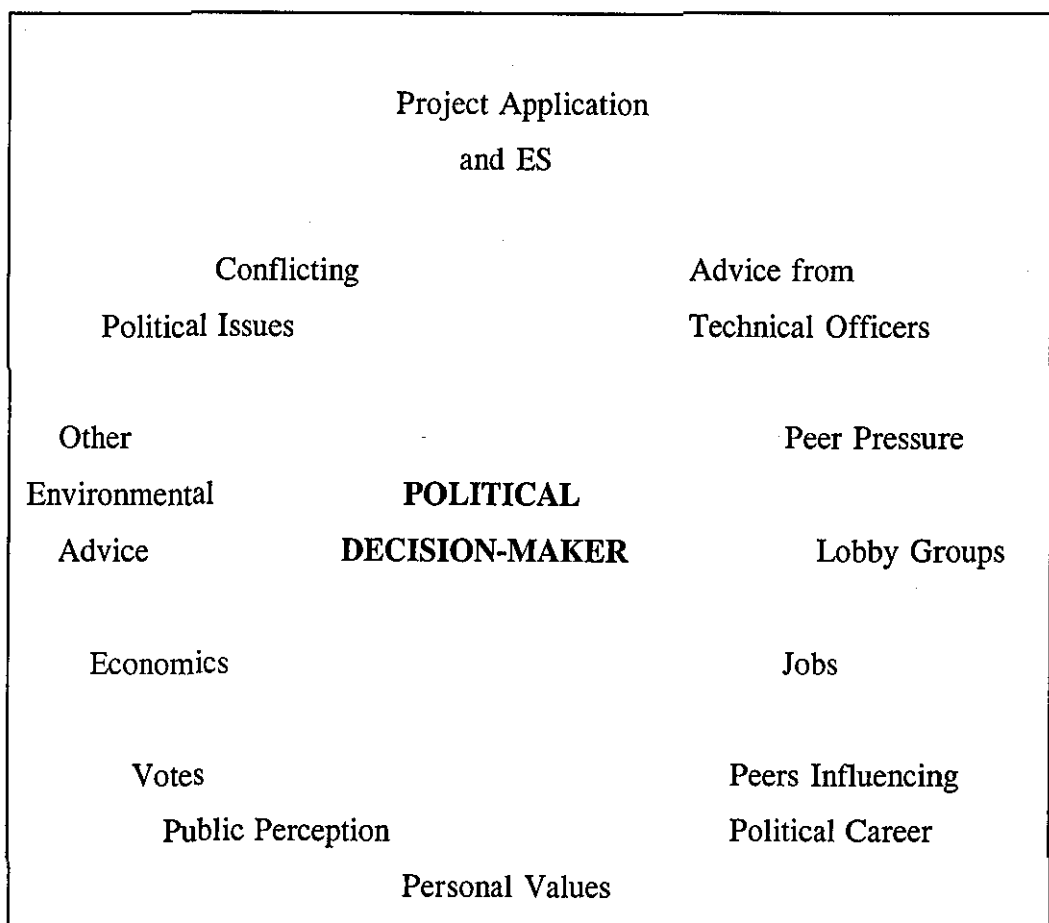 Project Application
and ES
Conflicting
Political Issues
Advice from
Technical Officers
Other
Environmental
Advice
POLITICAL
DECISION-MAKER
Peer Pressure
Lobby Groups
Economics
Jobs
Votes
Public Perception
Peers Influencing
Political Career
Personal Values